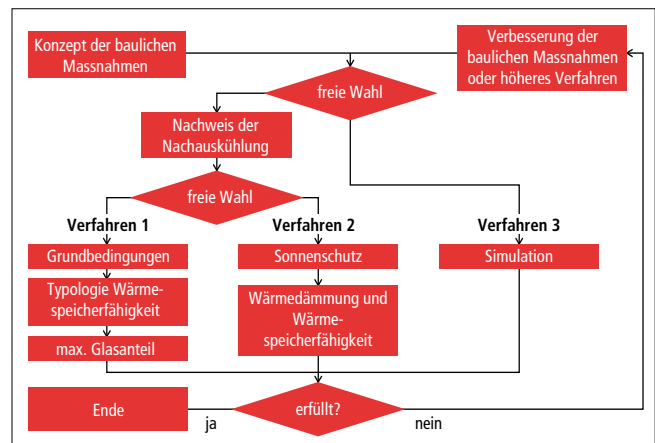 Konzept der baulichen
Massnahmen
Verbesserung der
baulichen Massnahmen
oder höheres Verfahren
freie Wahl
Nachweis der
Nachauskühlung
freie Wahl
Verfahren 1
Verfahren 2
Verfahren 3
Grundbedingungen
Sonnenschutz
Simulation
Typologie Wärme-
speicherfähigkeit
Wärmedämmung und
Wärme-
speicherfähigkeit
max. Glasanteil
Ende
ja
erfüllt?
nein